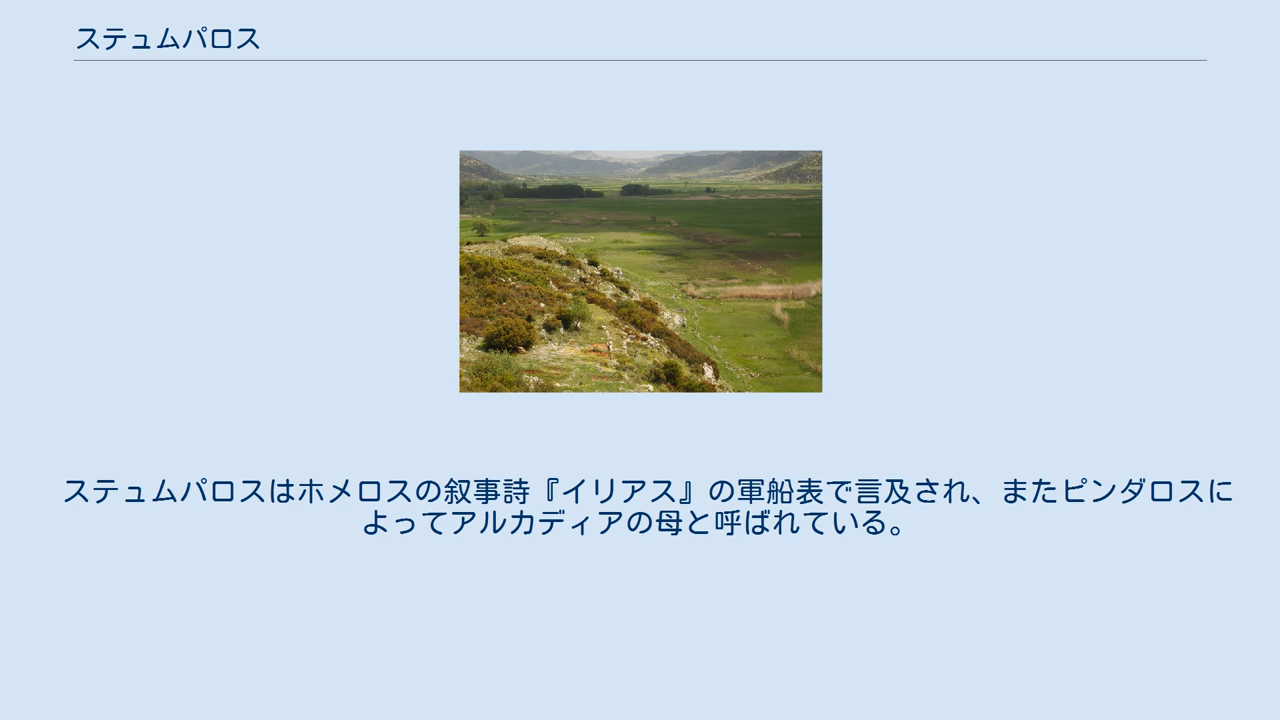 ステュムパロス
ステュムパロスはホメロスの叙事詩『イリアス』の軍船表で言及され、またピンダロスに
よってアルカディアの母と呼ばれている。